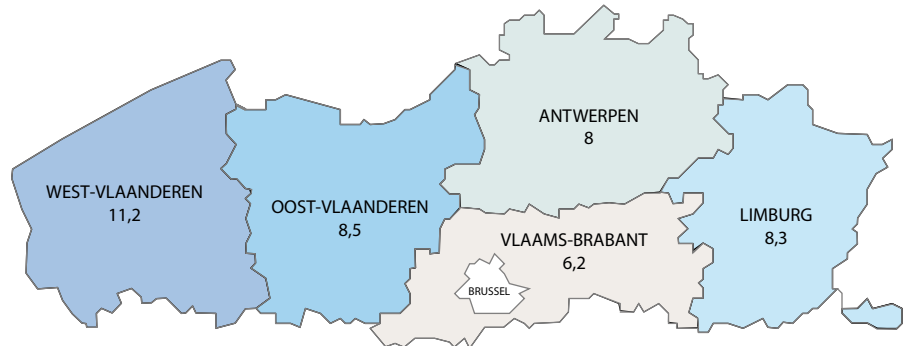 ANTWERPEN
8
WEST-VLAANDEREN
11,2
OOST-VLAANDEREN
8,5
LIMBURG
8,3
VLAAMS-BRABANT
6,2
BRUSSEL